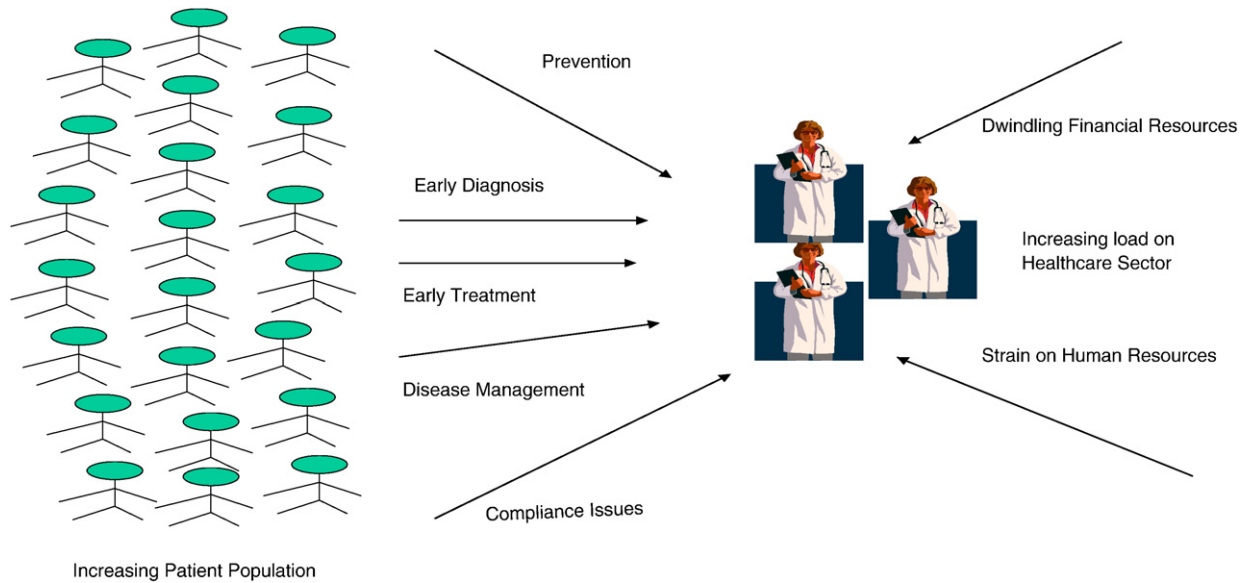 Prevention
Dwindling Financial Resources
Early Diagnosis
Increasing load on
Healthcare Sector
Early Treatment
Strain on Human Resources
Disease Management
Compliance Issues
Increasing Patient Population